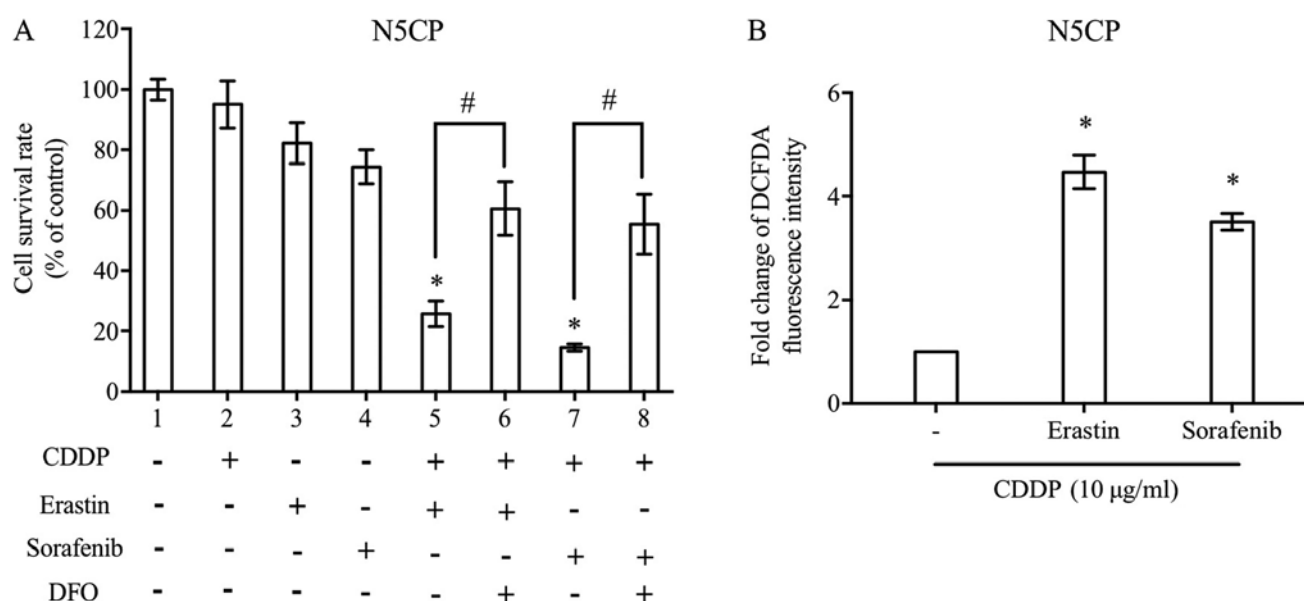 A
N5CP
120
100
80
60
40
20
0
Cell survival rate
(% of control)
#
#
*
*
1 2 3 4 5 6 7 8
CDDP - + - - + + + +
Erastin - - + - + + - -
Sorafenib - - - + - - + +
DFO - - - - - + - +
B
N5CP
6
4
2
0
Fold change of DCFDA
fluorescence intensity
*
*
- Erastin Sorafenib
CDDP (10 μg/ml)